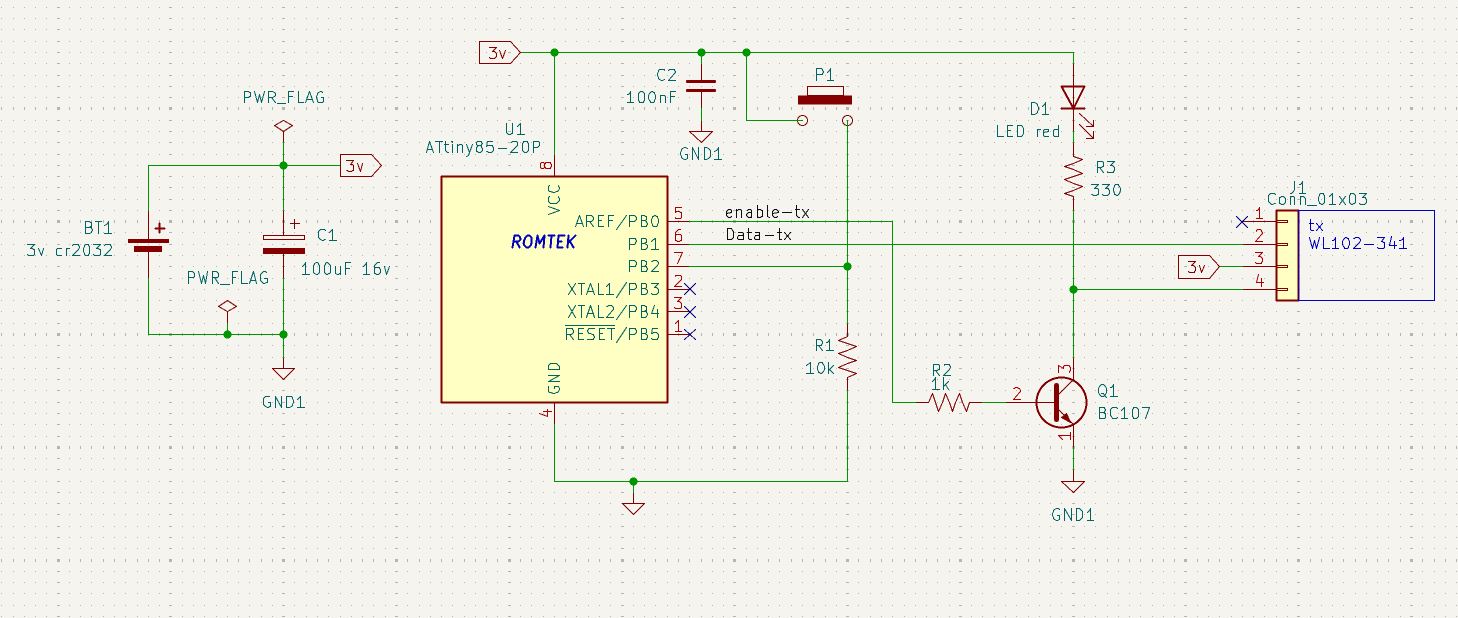 PWR_FLAG
3v
BT1
3v cr2032
+
+
C1
100uF 16v
PWR_FLAG
GND1
3v
C2
100nF
GND1
P1
D1
LED red
R3
330
U1
ATtiny85-20P
8
VCC
ROMTEK
AREF/PB0
5
enable-tx
PB1
6
Data-tx
PB2
7
XTAL1/PB3
2
XTAL2/PB4
3
RESET/PB5
1
GND
4
R1
10k
R2
1k
2
3
1
Q1
BC107
GND1
J1
Conn_01x03
1
2
3
4
3v
tx
WL102-341